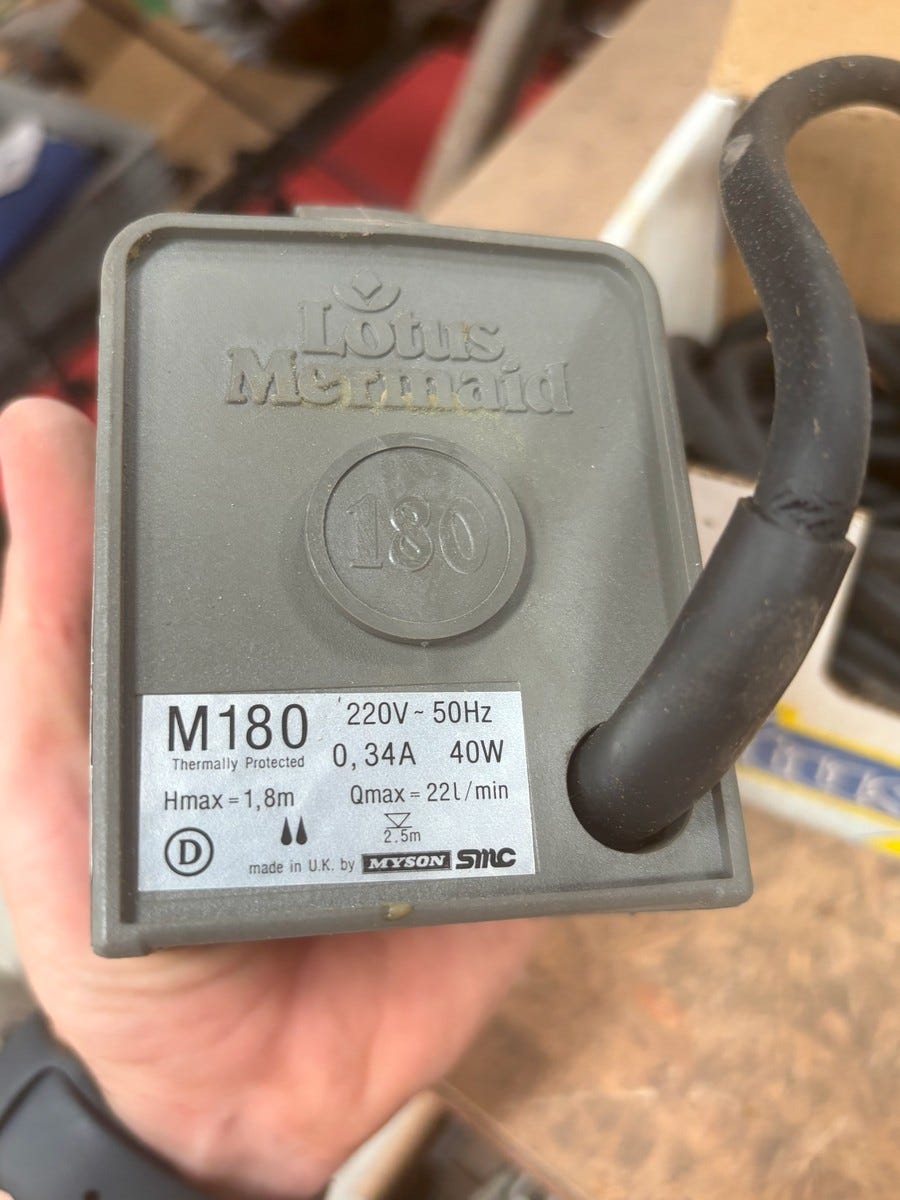 Lotus
Mermaid
180
M180 220V ~ 50Hz
Thermally Protected 0,34A 40W
Hmax = 1,8m Qmax = 22l/min
D 2.5m
made in U.K. by MYSON SMC